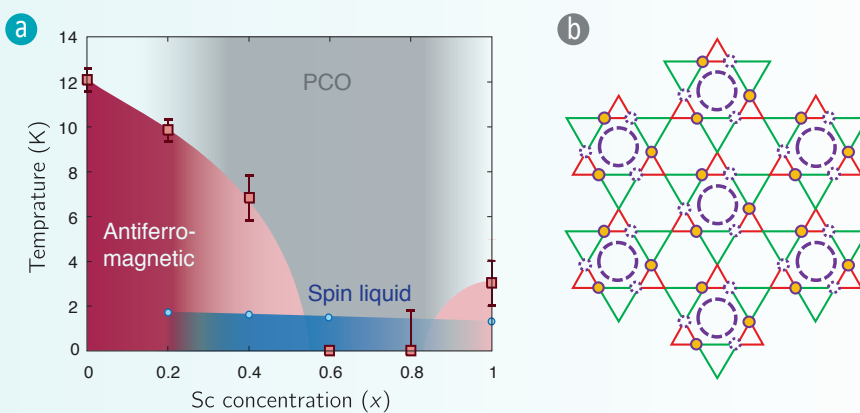 a
b
14
12
10
8
6
4
2
0
Temprature (K)
PCO
Antiferro-
magnetic
Spin liquid
0
0.2
0.4
0.6
0.8
1
Sc concentration (x)